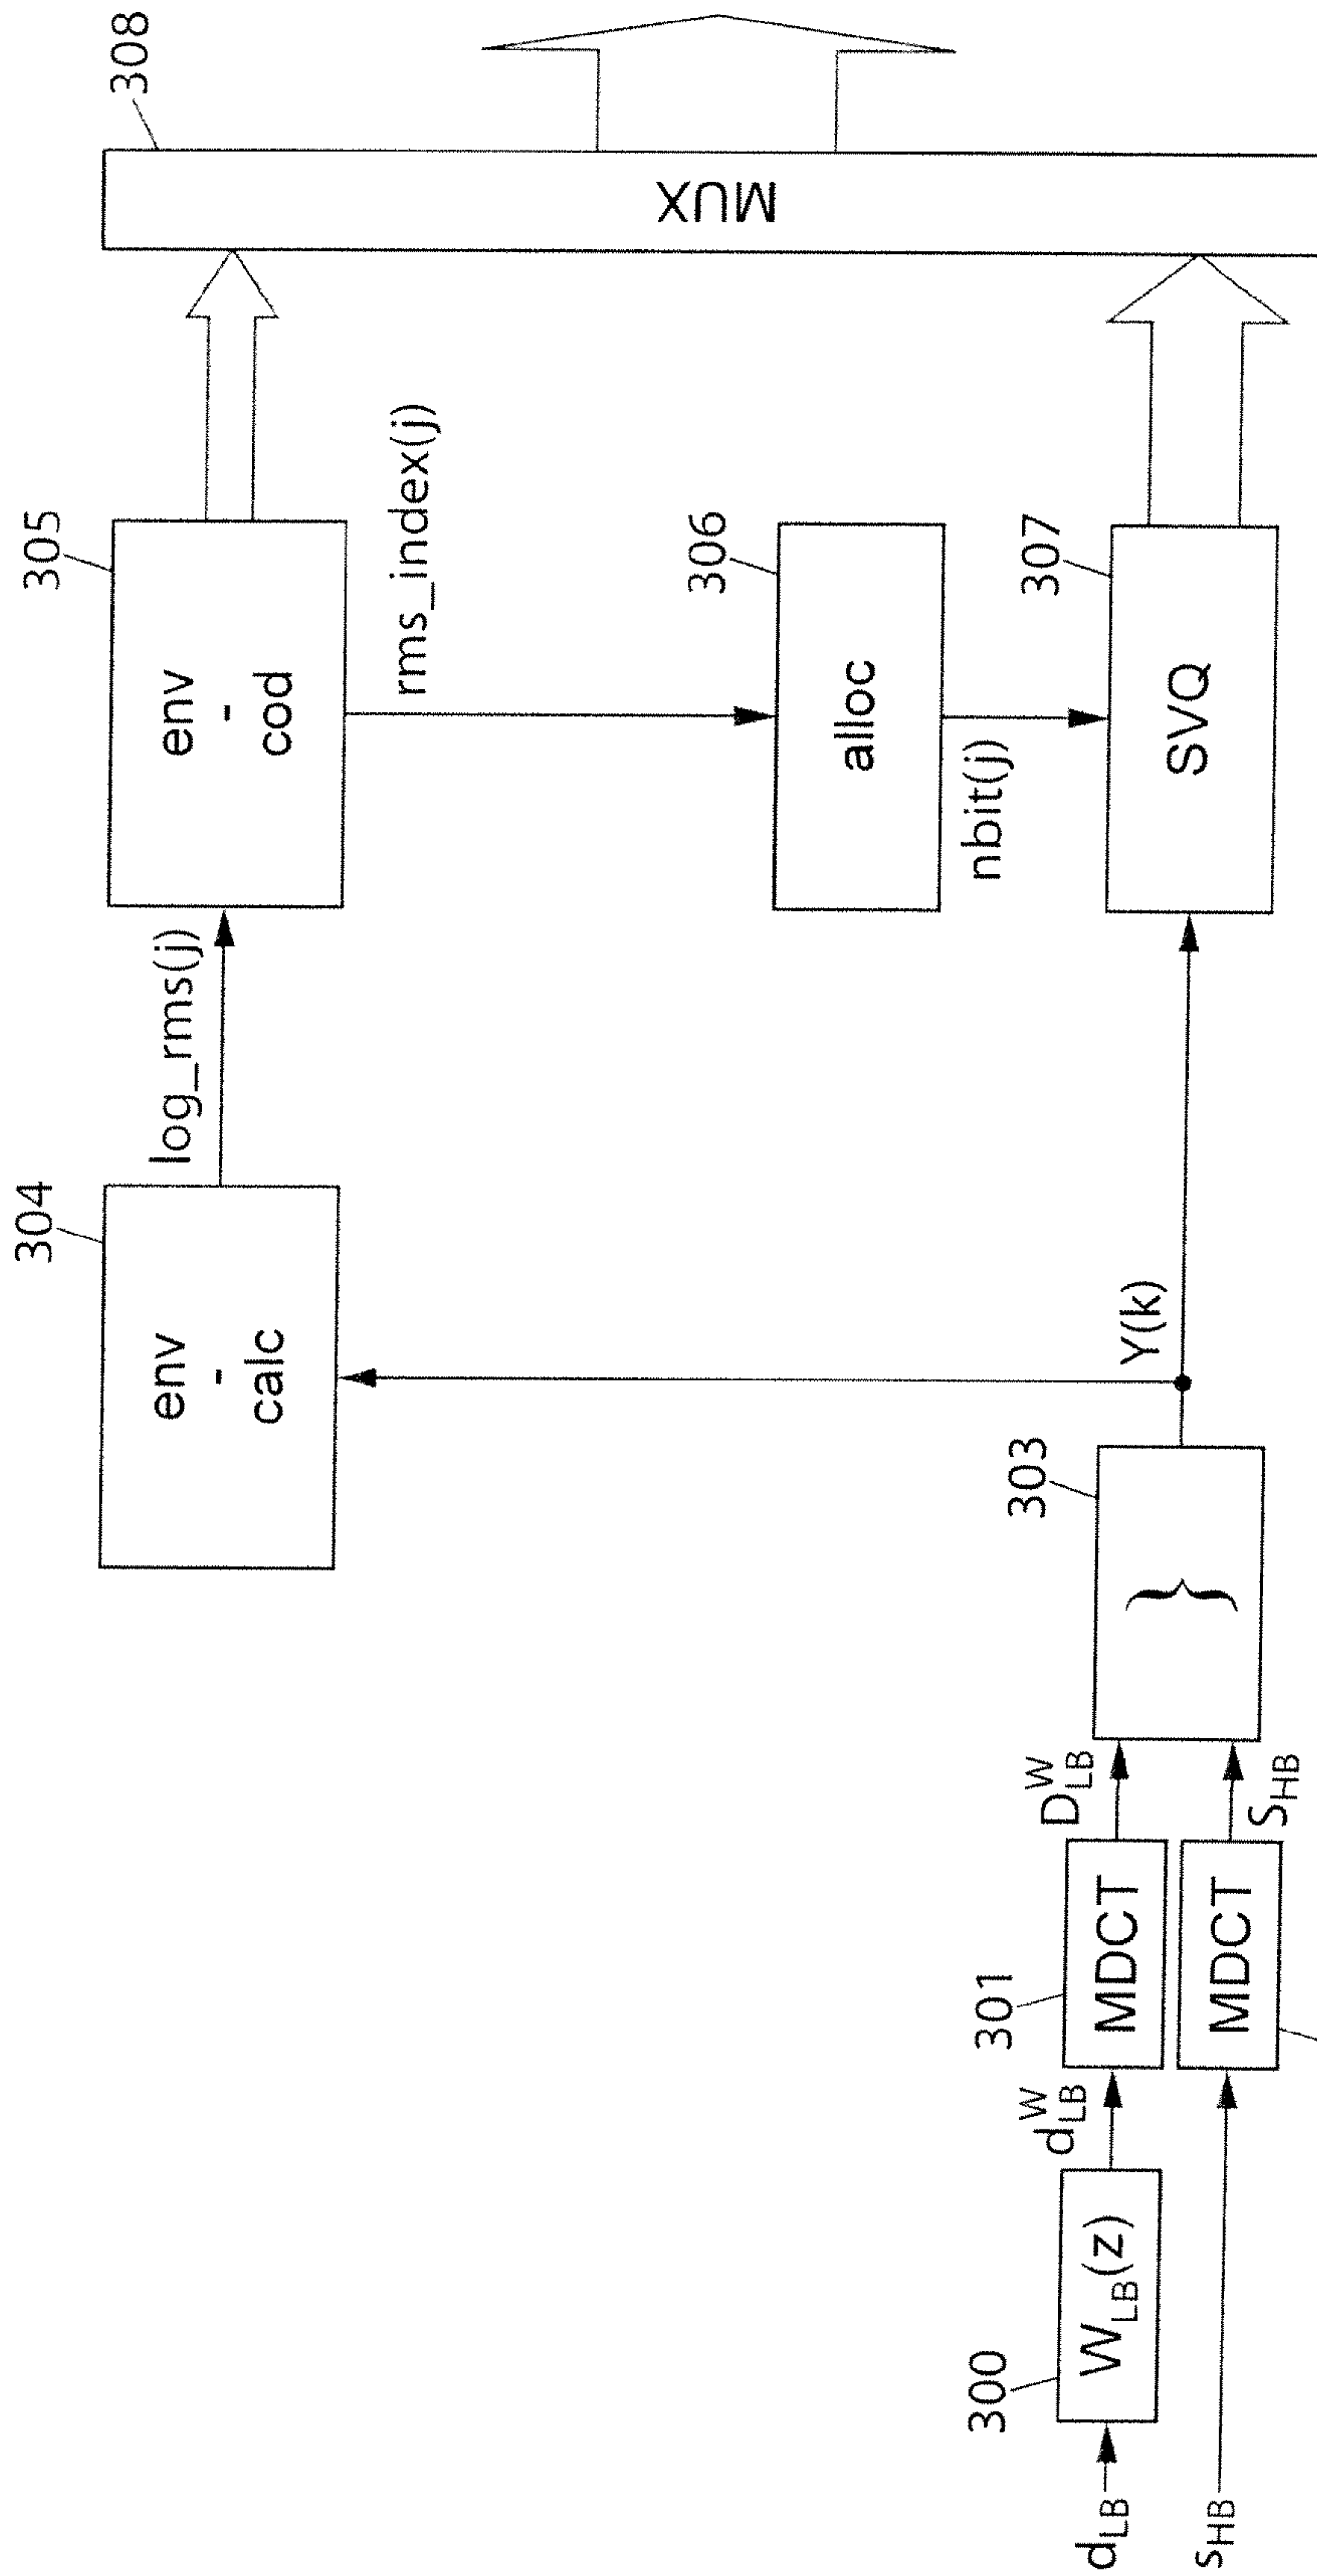 308
MUX
305
env
-
cod
rms_index(j)
306
alloc
nbit(j)
307
SVQ
log_rms(j)
304
env
-
calc
Y(k)
303
}
D^W_LB
S_HB
301
MDCT
MDCT
d^W_LB
300
W_LB(z)
d_LB
s_HB